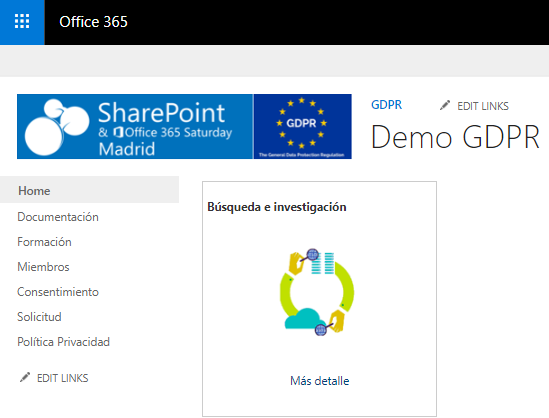 Office 365
SharePoint
& Office 365 Saturday
Madrid
GDPR
The General Data Protection Regulation
GDPR
EDIT LINKS
Demo GDPR
Home
Documentación
Formación
Miembros
Consentimiento
Solicitud
Política Privacidad
EDIT LINKS
Búsqueda e investigación
Más detalle